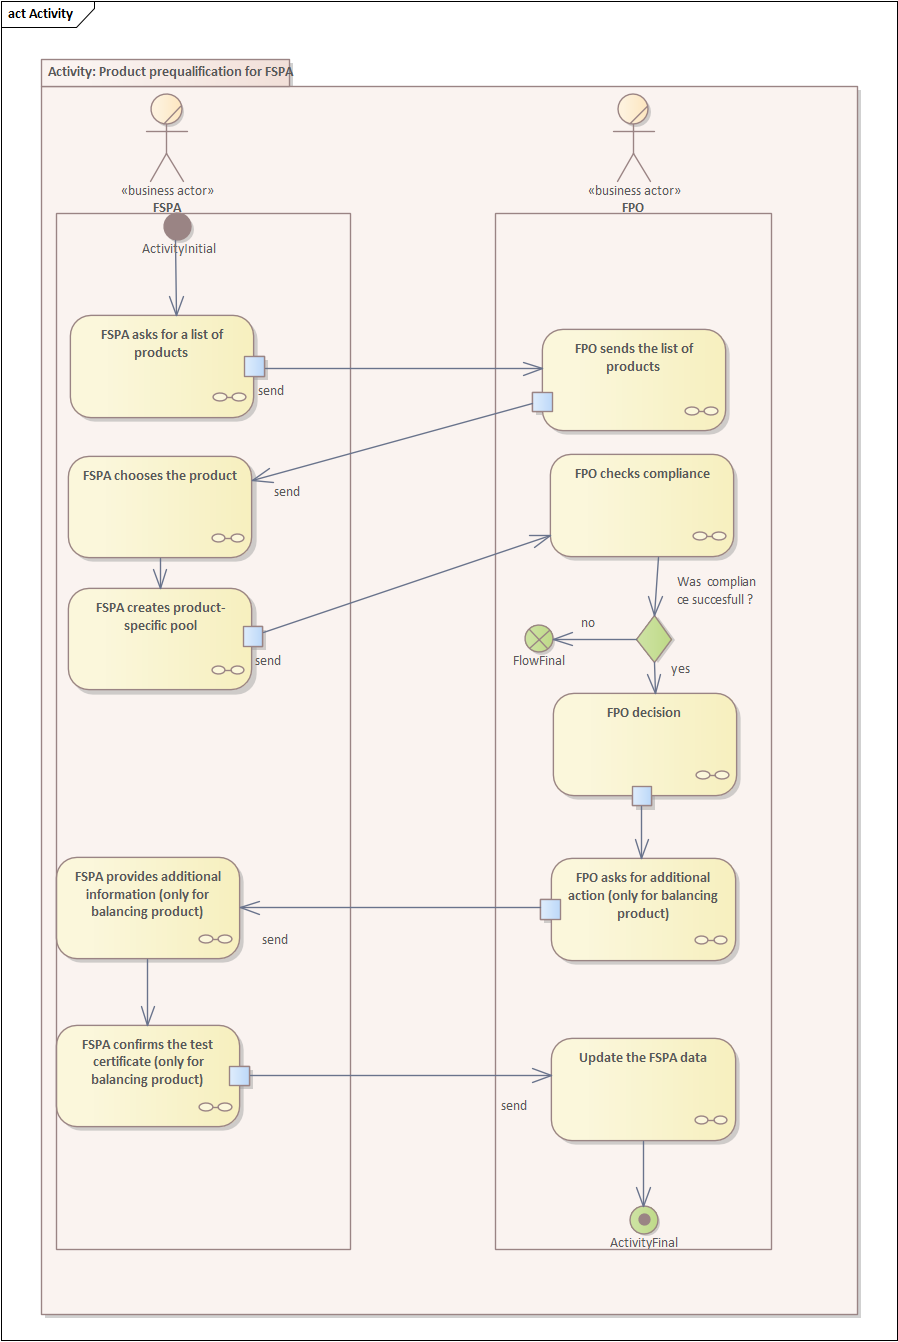 act Activity
Activity: Product prequalification for FSPA
«business actor»
FSPA
«business actor»
FPO
ActivityInitial
FSPA asks for a list of
products
send
FPO sends the list of
products
send
FSPA chooses the product
FPO checks compliance
FSPA creates product-
specific pool
send
Was complian
ce succesfull ?
no
FlowFinal
yes
FPO decision
FSPA provides additional
information (only for
balancing product)
FPO asks for additional
action (only for balancing
product)
send
FSPA confirms the test
certificate (only for
balancing product)
send
Update the FSPA data
ActivityFinal